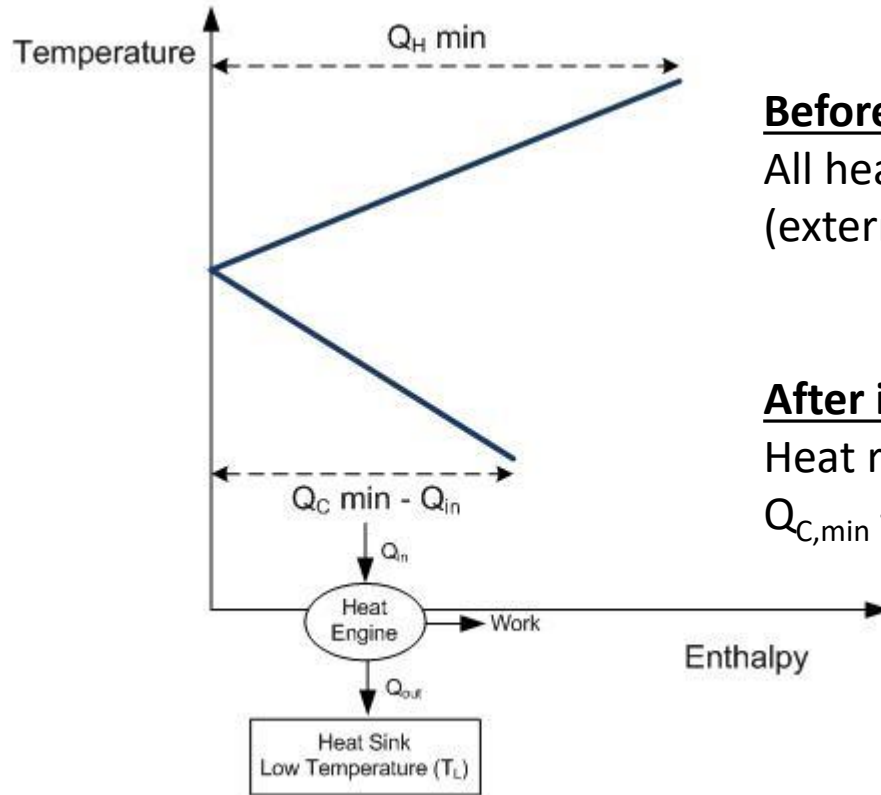 Temperature
Q_H min
Before
All hea
(extern
After i
Heat r
Q_C,min
Q_C min - Q_in
Q_in
Heat
Engine
Work
Enthalpy
Q_out
Heat Sink
Low Temperature (T_L)